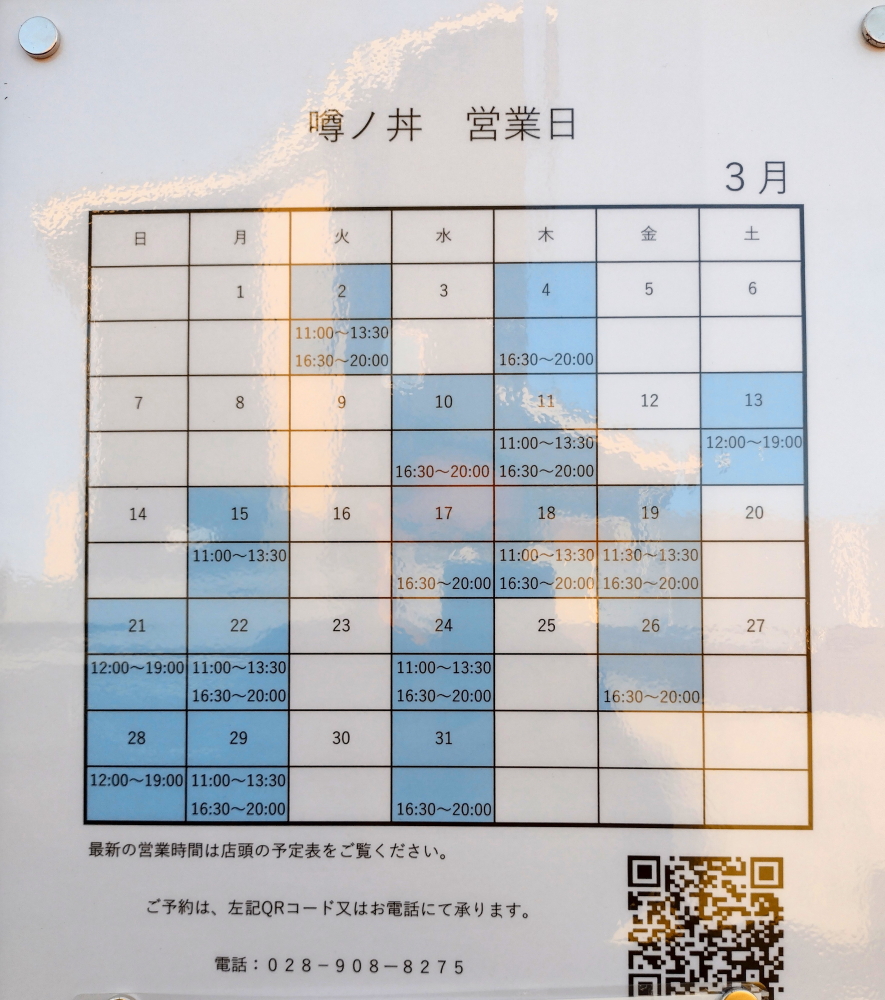 噂ノ丼　営業日
３月
日 月 火 水 木 金 土
1 2 3 4 5 6
11:00～13:30
16:30～20:00 16:30～20:00
7 8 9 10 11 12 13
11:00～13:30 12:00～19:00
16:30～20:00 16:30～20:00
14 15 16 17 18 19 20
11:00～13:30 11:00～13:30 11:30～13:30
16:30～20:00 16:30～20:00 16:30～20:00
21 22 23 24 25 26 27
12:00～19:00 11:00～13:30 11:00～13:30
16:30～20:00 16:30～20:00 16:30～20:00
28 29 30 31
12:00～19:00 11:00～13:30
16:30～20:00 16:30～20:00
最新の営業時間は店頭の予定表をご覧ください。
ご予約は、左記QRコード又はお電話にて承ります。
電話：０２８－９０８－８２７５